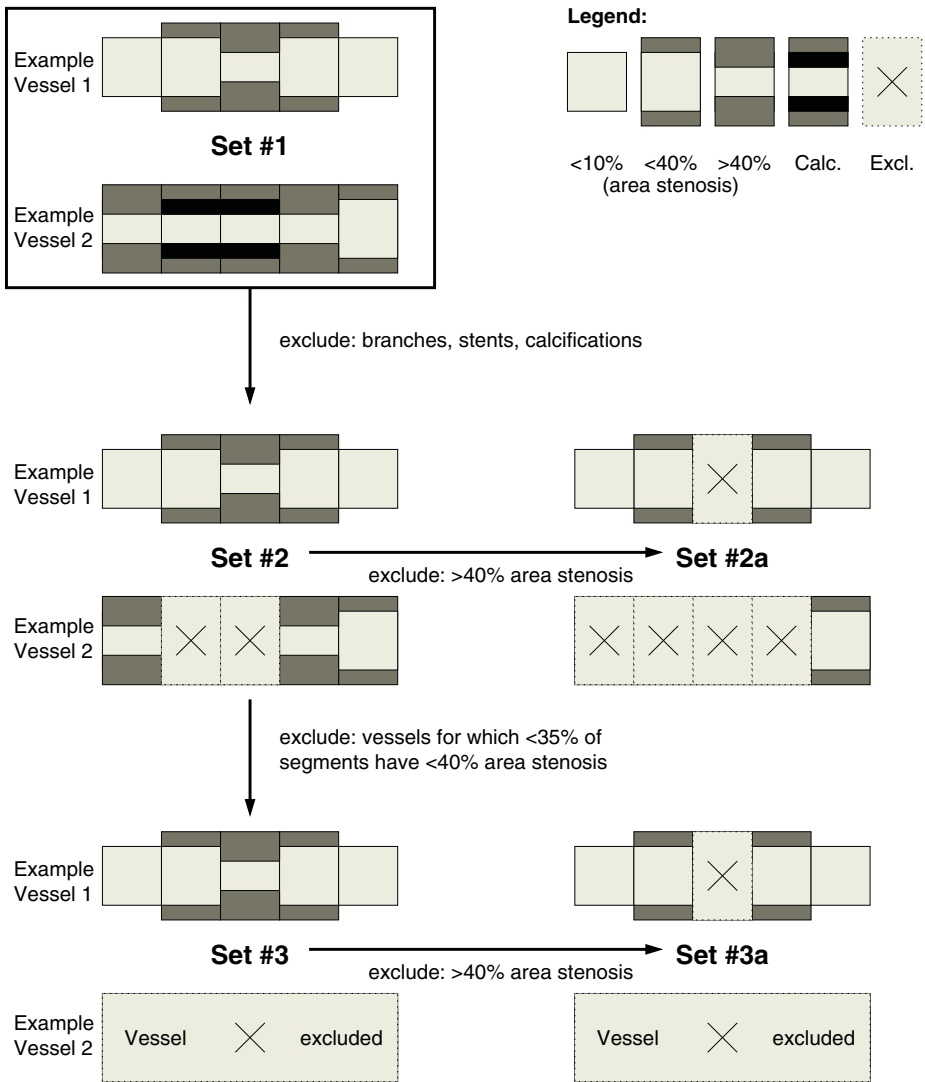 Example
Vessel 1
Set #1
Example
Vessel 2
Legend:
<10% <40% >40% Calc. Excl.
(area stenosis)
exclude: branches, stents, calcifications
Example
Vessel 1
Set #2
exclude: >40% area stenosis
Set #2a
Example
Vessel 2
exclude: vessels for which <35% of
segments have <40% area stenosis
Example
Vessel 1
Set #3
exclude: >40% area stenosis
Set #3a
Example
Vessel 2
Vessel excluded
Vessel excluded